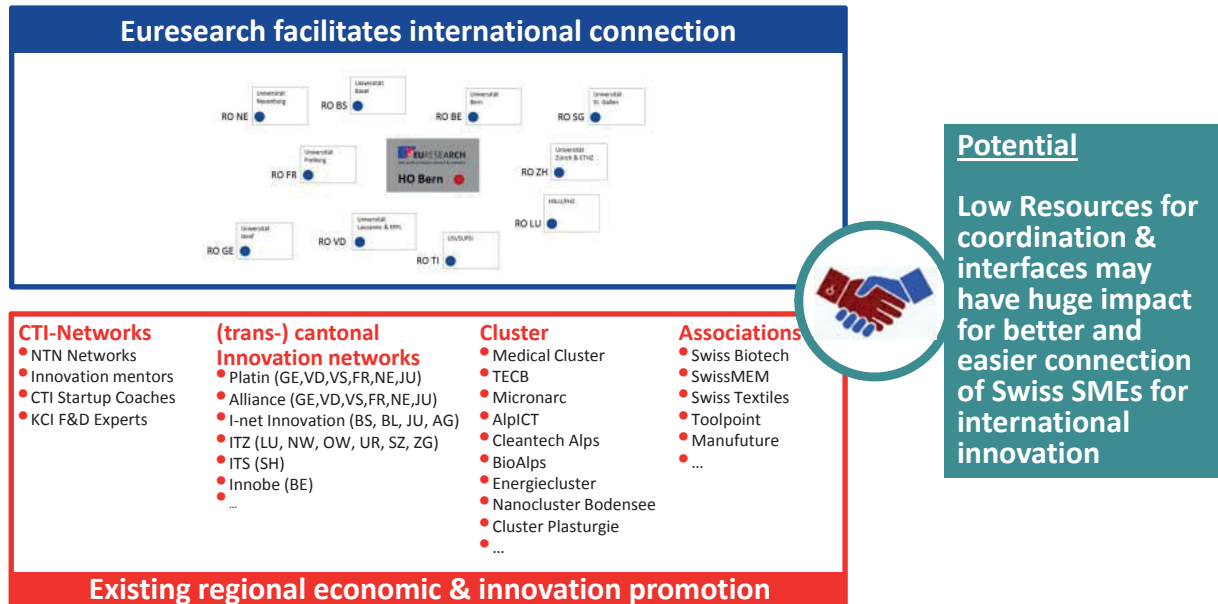 Euresearch facilitates international connection
Universität
Neuenburg
RO NE
Universität
Basel
RO BS
Universität
Bern
RO BE
Universität
St. Gallen
RO SG
Universität
Freiburg
RO FR
EURESEARCH
HO Bern
Universität
Zürich & ETHZ
RO ZH
HSLU/FHZ
RO LU
Universität
Genf
RO GE
Universität
Lausanne & EPFL
RO VD
USI/SUPSI
RO TI
Potential
Low Resources for
coordination &
interfaces may
have huge impact
for better and
easier connection
of Swiss SMEs for
international
innovation
CTI-Networks
• NTN Networks
• Innovation mentors
• CTI Startup Coaches
• KCI F&D Experts
(trans-) cantonal
Innovation networks
• Platin (GE,VD,VS,FR,NE,JU)
• Alliance (GE,VD,VS,FR,NE,JU)
• I-net Innovation (BS, BL, JU, AG)
• ITZ (LU, NW, OW, UR, SZ, ZG)
• ITS (SH)
• Innobe (BE)
• ...
Cluster
• Medical Cluster
• TECB
• Micronarc
• AlpICT
• Cleantech Alps
• BioAlps
• Energiecluster
• Nanocluster Bodensee
• Cluster Plasturgie
• ...
Associations
• Swiss Biotech
• SwissMEM
• Swiss Textiles
• Toolpoint
• Manufuture
• ...
Existing regional economic & innovation promotion